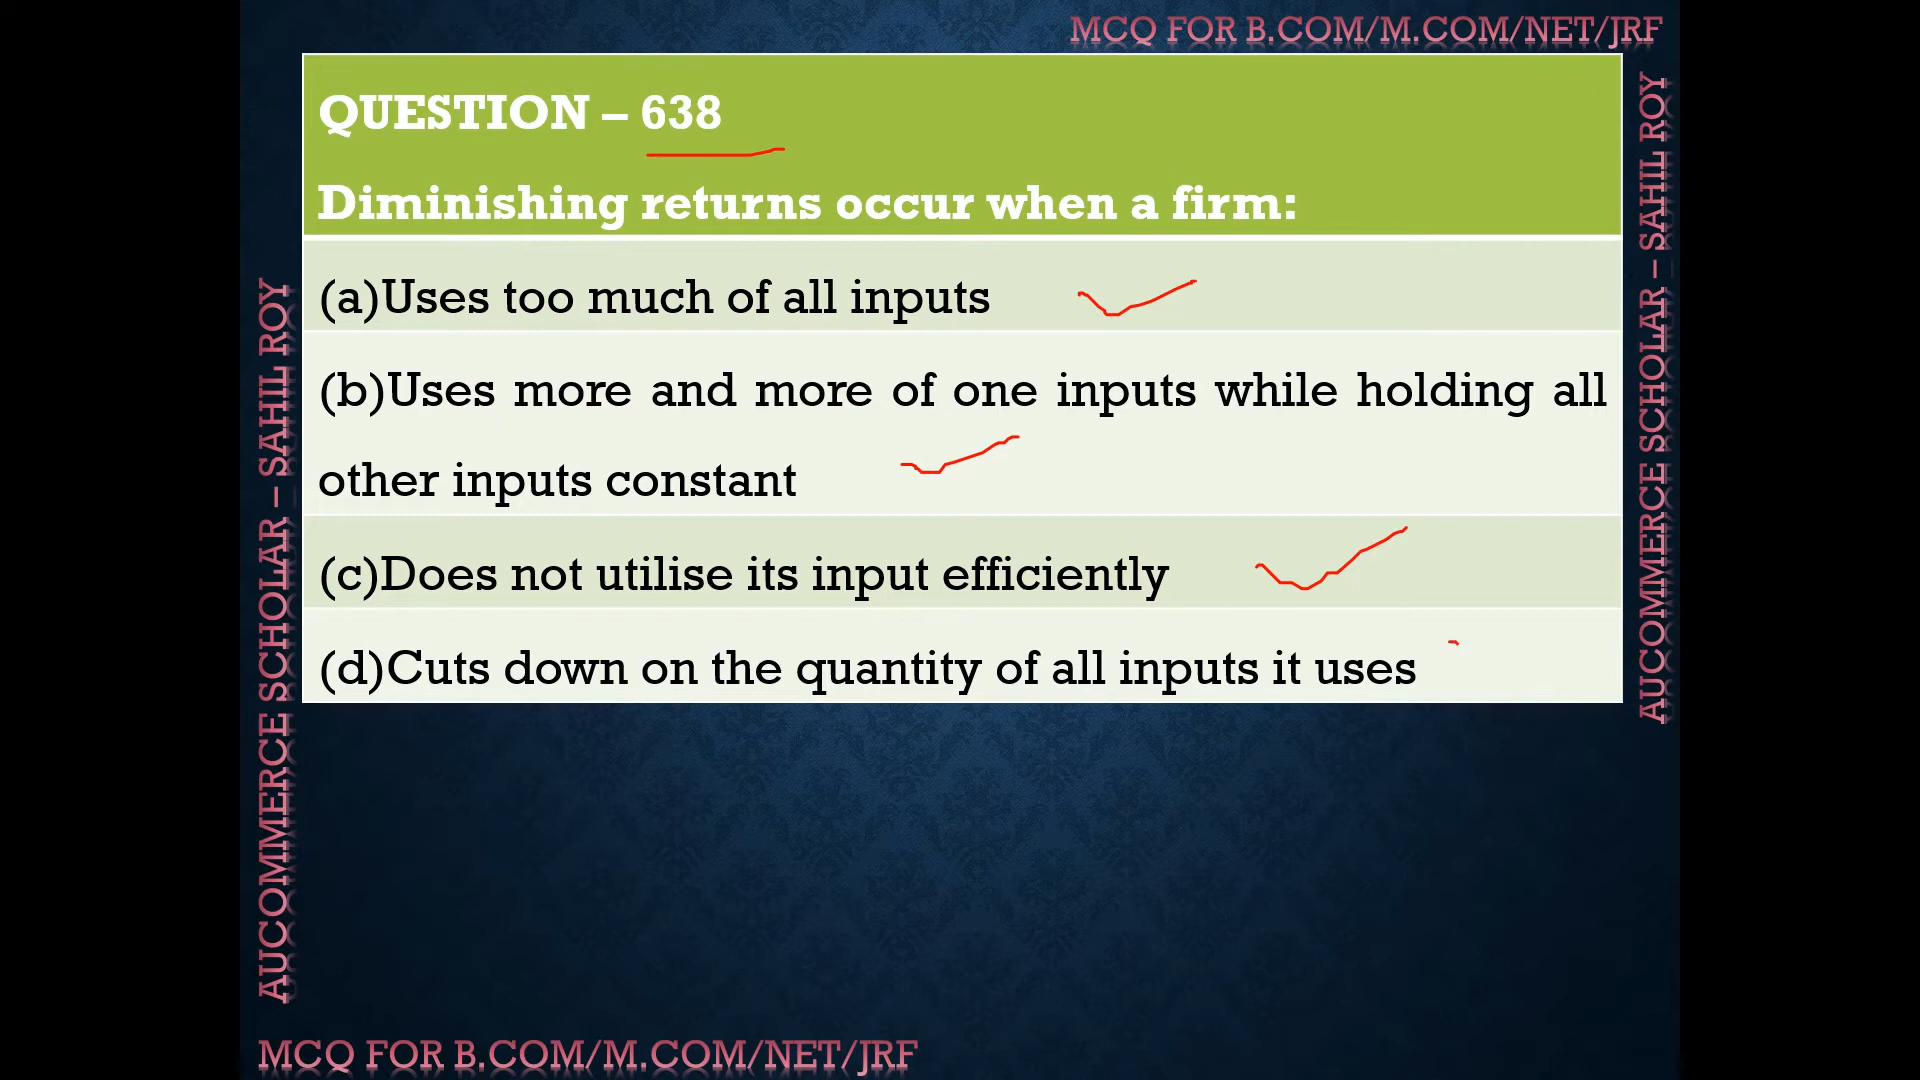 MCQ FOR B.COM/M.COM/NET/JRF
QUESTION – 638
Diminishing returns occur when a firm:
(a)Uses too much of all inputs
(b)Uses more and more of one inputs while holding all
other inputs constant
(c)Does not utilise its input efficiently
(d)Cuts down on the quantity of all inputs it uses
AUCOMMERCE SCHOLAR – SAHIL ROY
AUCOMMERCE SCHOLAR – SAHIL ROY
MCQ FOR B.COM/M.COM/NET/JRF